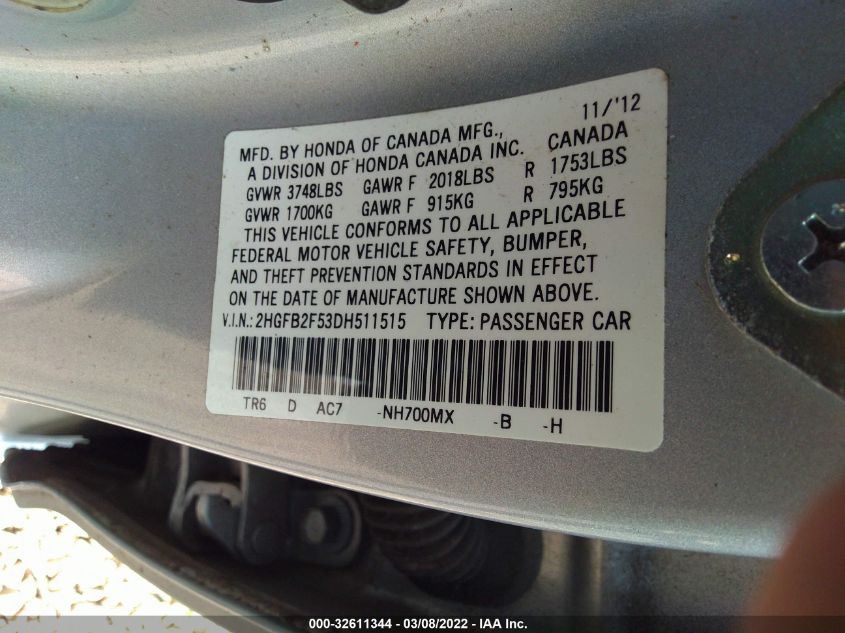 11/'12
MFD. BY HONDA OF CANADA MFG.,
A DIVISION OF HONDA CANADA INC. CANADA
GVWR 3748LBS GAWR F 2018LBS R 1753LBS
GVWR 1700KG GAWR F 915KG R 795KG
THIS VEHICLE CONFORMS TO ALL APPLICABLE
FEDERAL MOTOR VEHICLE SAFETY, BUMPER,
AND THEFT PREVENTION STANDARDS IN EFFECT
ON THE DATE OF MANUFACTURE SHOWN ABOVE.
V.I.N.: 2HGFB2F53DH511515 TYPE: PASSENGER CAR
TR6 D AC7 -NH700MX -B -H
000-32611344 - 03/08/2022 - IAA Inc.